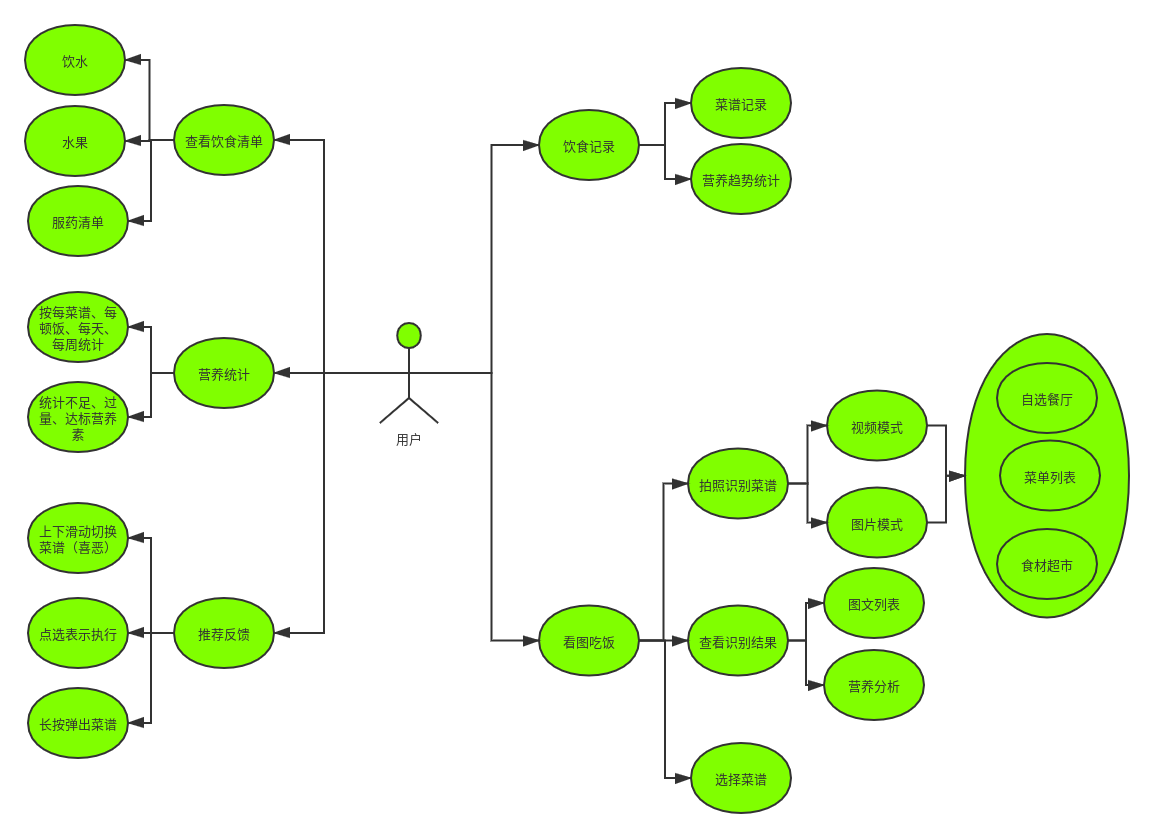 饮水
水果
服药清单
查看饮食清单
按每菜谱、每
顿饭、每天、
每周统计
统计不足、过
量、达标营养
素
营养统计
上下滑动切换
菜谱（喜恶）
点选表示执行
长按弹出菜谱
推荐反馈
用户
饮食记录
菜谱记录
营养趋势统计
看图吃饭
拍照识别菜谱
视频模式
图片模式
自选餐厅
菜单列表
食材超市
查看识别结果
图文列表
营养分析
选择菜谱